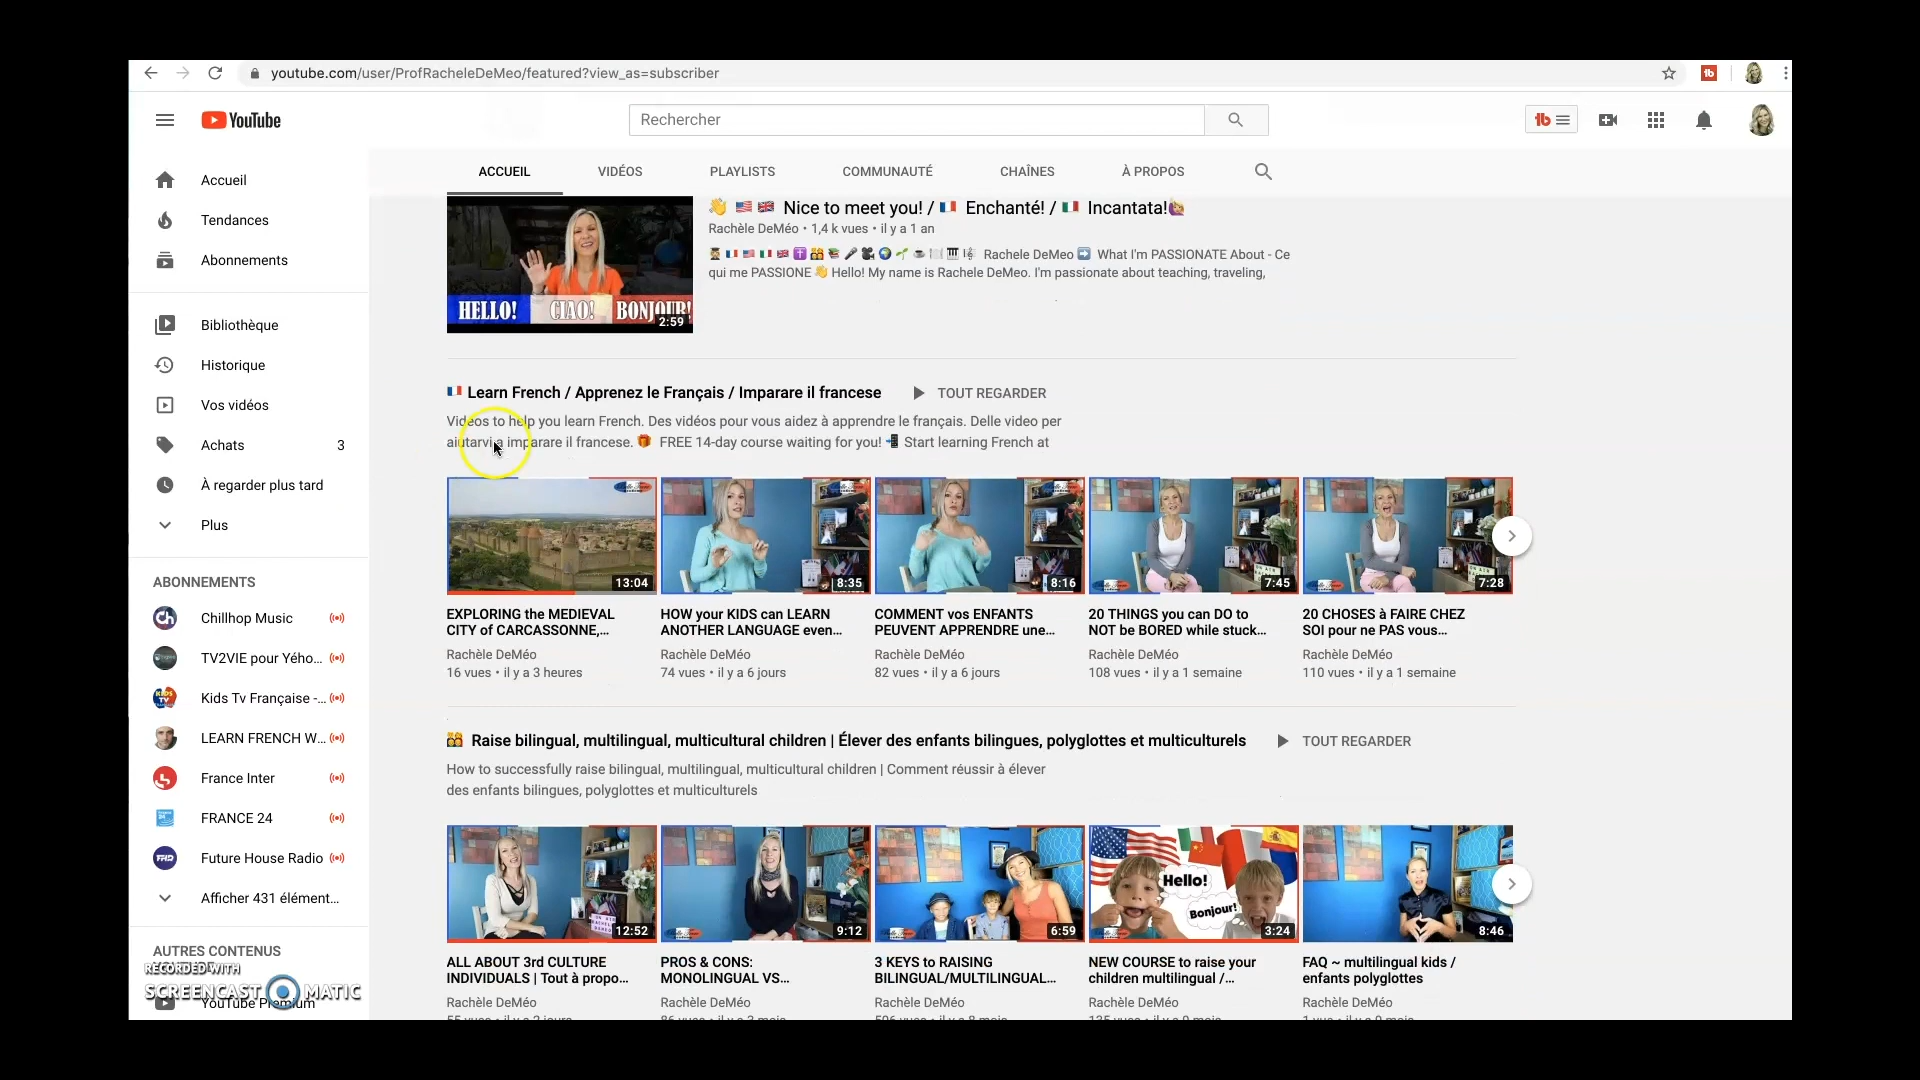 youtube.com/user/ProfRacheleDeMeo/featured?view_as=subscriber
YouTube
Rechercher
ACCUEIL
VIDÉOS
PLAYLISTS
COMMUNAUTÉ
CHAÎNES
À PROPOS
Accueil
Tendances
Abonnements
Bibliothèque
Historique
Vos vidéos
Achats 3
À regarder plus tard
Plus
ABONNEMENTS
Chillhop Music
TV2VIE pour Yého...
Kids Tv Française -...
LEARN FRENCH W...
France Inter
FRANCE 24
Future House Radio
Afficher 431 élément...
AUTRES CONTENUS
RECORDED WITH
SCREENCAST MATIC
YouTube Premium
HELLO! CIAO! BONJOUR!
2:59
Nice to meet you! / Enchanté! / Incantata!
Rachèle DeMéo • 1,4 k vues • il y a 1 an
Rachele DeMeo What I'm PASSIONATE About - Ce
qui me PASSIONE Hello! My name is Rachele DeMeo. I'm passionate about teaching, traveling,
Learn French / Apprenez le Français / Imparare il francese
TOUT REGARDER
Videos to help you learn French. Des vidéos pour vous aidez à apprendre le français. Delle video per
aiutarvi a imparare il francese. FREE 14-day course waiting for you! Start learning French at
13:04
8:35
8:16
7:45
7:28
EXPLORING the MEDIEVAL
CITY of CARCASSONNE,...
Rachèle DeMéo
16 vues • il y a 3 heures
HOW your KIDS can LEARN
ANOTHER LANGUAGE even...
Rachèle DeMéo
74 vues • il y a 6 jours
COMMENT vos ENFANTS
PEUVENT APPRENDRE une...
Rachèle DeMéo
82 vues • il y a 6 jours
20 THINGS you can DO to
NOT be BORED while stuck...
Rachèle DeMéo
108 vues • il y a 1 semaine
20 CHOSES à FAIRE CHEZ
SOI pour ne PAS vous...
Rachèle DeMéo
110 vues • il y a 1 semaine
Raise bilingual, multilingual, multicultural children | Élever des enfants bilingues, polyglottes et multiculturels
TOUT REGARDER
How to successfully raise bilingual, multilingual, multicultural children | Comment réussir à élever
des enfants bilingues, polyglottes et multiculturels
12:52
9:12
6:59
Hello!
Bonjour!
3:24
8:46
ALL ABOUT 3rd CULTURE
INDIVIDUALS | Tout à propo...
Rachèle DeMéo
PROS & CONS:
MONOLINGUAL VS...
Rachèle DeMéo
3 KEYS to RAISING
BILINGUAL/MULTILINGUAL...
Rachèle DeMéo
NEW COURSE to raise your
children multilingual /...
Rachèle DeMéo
FAQ ~ multilingual kids /
enfants polyglottes
Rachèle DeMéo